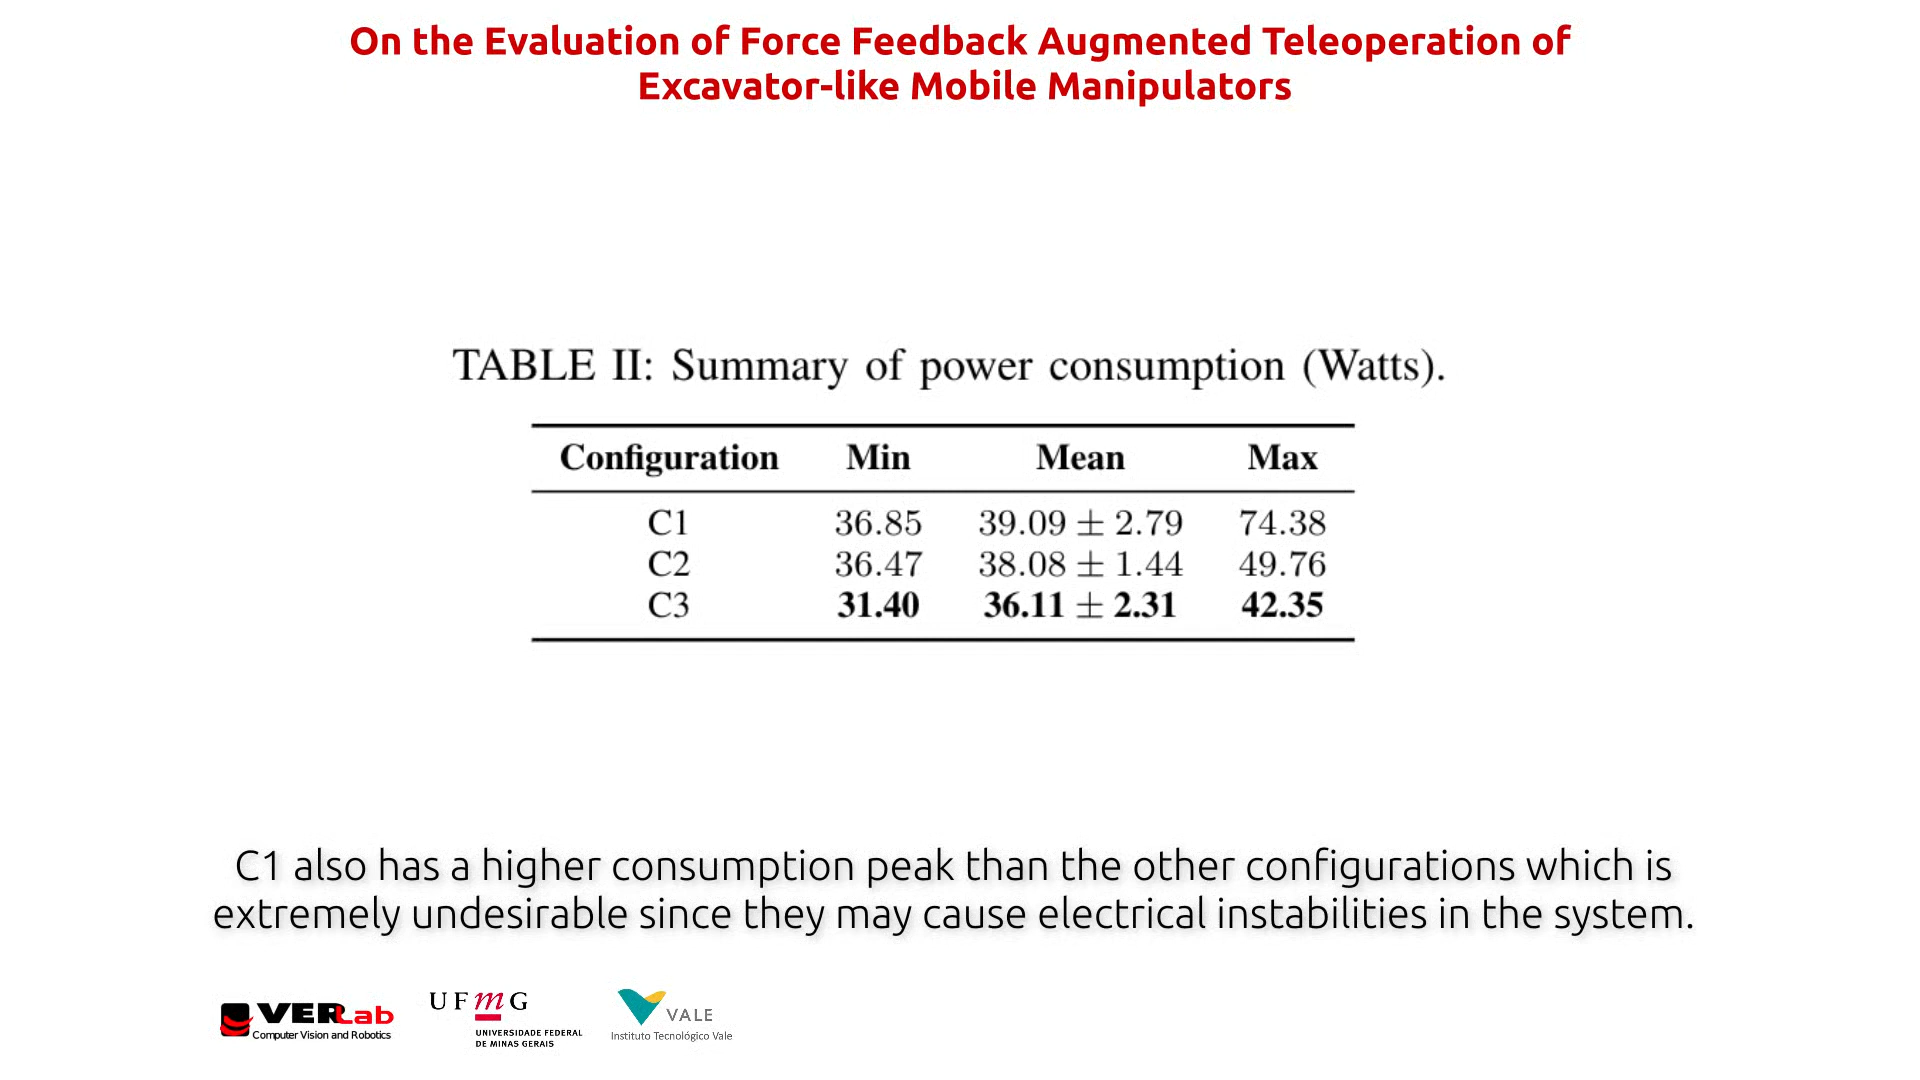 On the Evaluation of Force Feedback Augmented Teleoperation of
Excavator-like Mobile Manipulators
TABLE II: Summary of power consumption (Watts).
Configuration Min Mean Max
C1 36.85 39.09 ± 2.79 74.38
C2 36.47 38.08 ± 1.44 49.76
C3 31.40 36.11 ± 2.31 42.35
C1 also has a higher consumption peak than the other configurations which is
extremely undesirable since they may cause electrical instabilities in the system.
VERLab
Computer Vision and Robotics
UFmG
UNIVERSIDADE FEDERAL
DE MINAS GERAIS
VALE
Instituto Tecnológico Vale